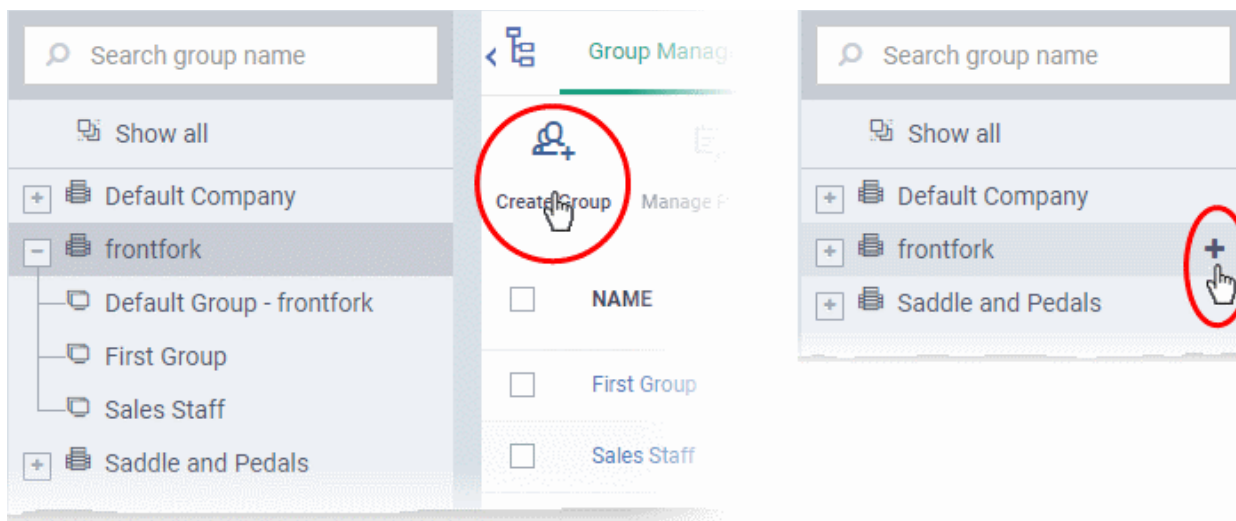 Search group name
Show all
Default Company
frontfork
Default Group - frontfork
First Group
Sales Staff
Saddle and Pedals
Group Manag
Create Group
Manage
NAME
First Group
Sales Staff
Search group name
Show all
Default Company
frontfork
Saddle and Pedals